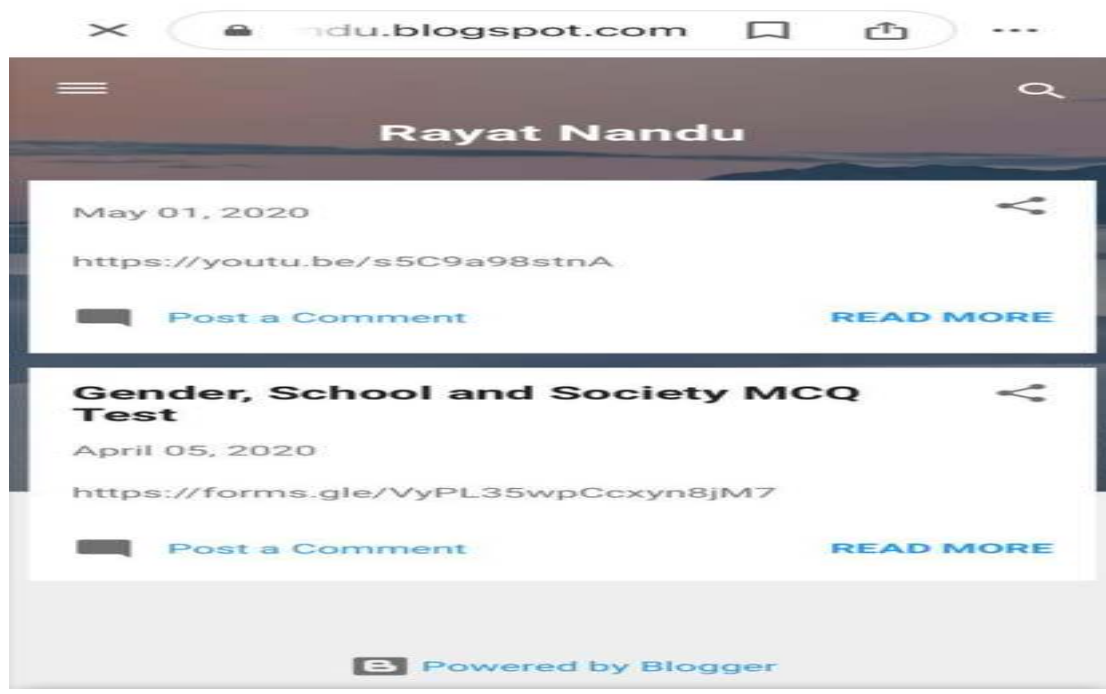 du.blogspot.com
Rayat Nandu
May 01, 2020
https://youtu.be/s5C9a98stnA
Post a Comment
READ MORE
Gender, School and Society MCQ
Test
April 05, 2020
https://forms.gle/VyPL35wpCcxyn8jM7
Post a Comment
READ MORE
Powered by Blogger